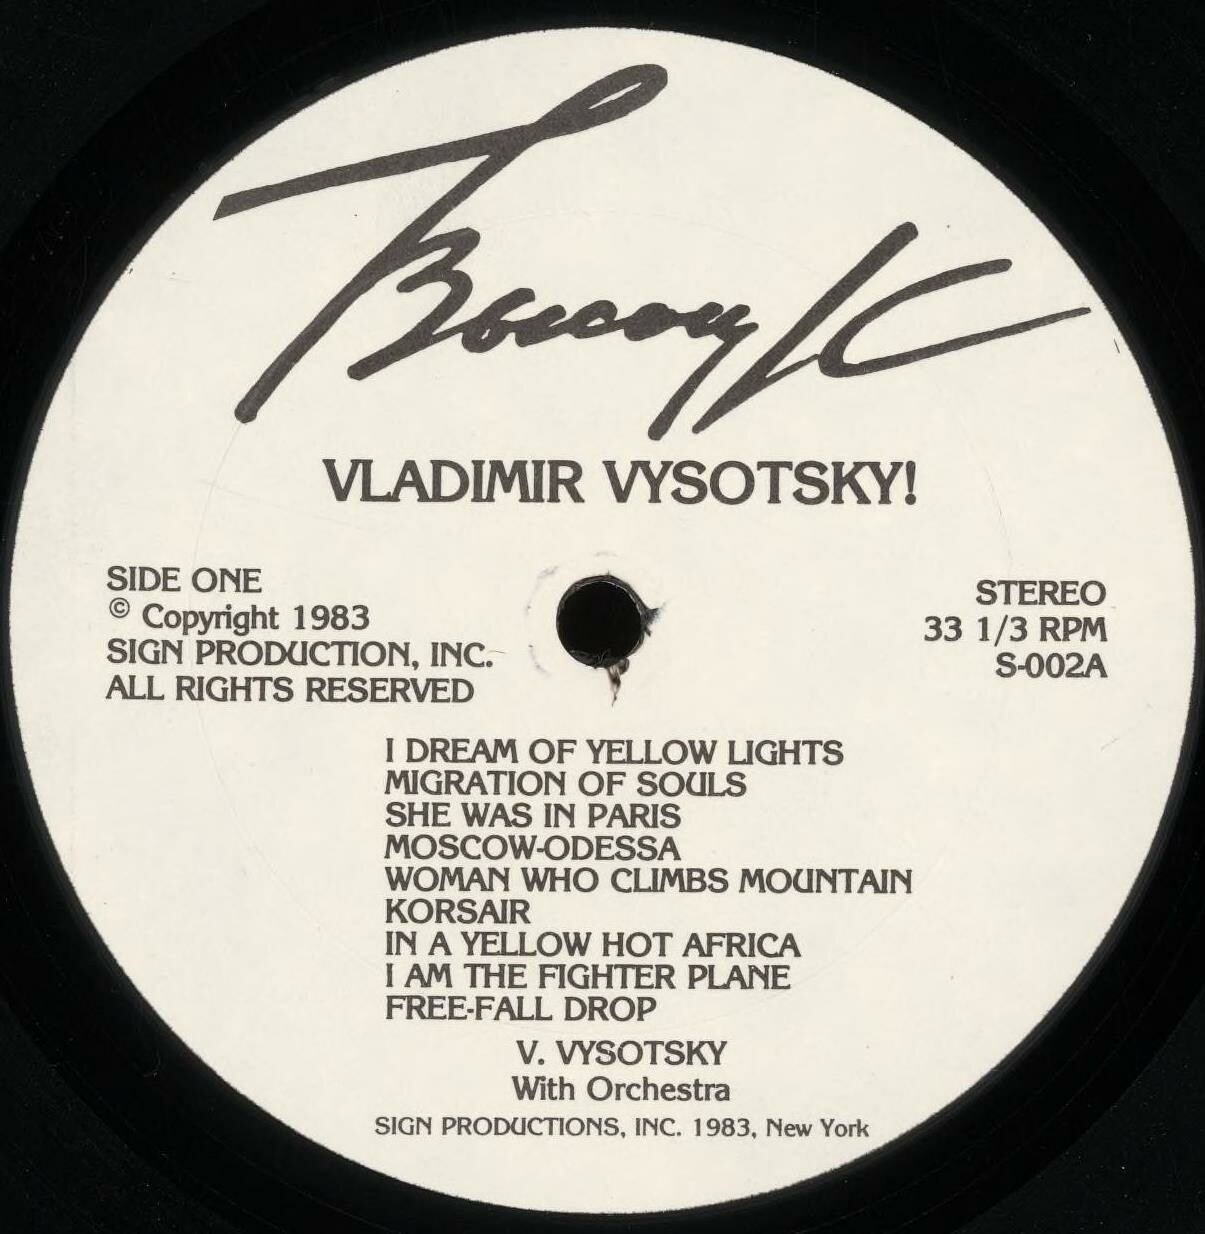 Высоцк
VLADIMIR VYSOTSKY!
SIDE ONE
© Copyright 1983
SIGN PRODUCTION, INC.
ALL RIGHTS RESERVED
STEREO
33 1/3 RPM
S-002A
I DREAM OF YELLOW LIGHTS
MIGRATION OF SOULS
SHE WAS IN PARIS
MOSCOW-ODESSA
WOMAN WHO CLIMBS MOUNTAIN
KORSAIR
IN A YELLOW HOT AFRICA
I AM THE FIGHTER PLANE
FREE-FALL DROP
V. VYSOTSKY
With Orchestra
SIGN PRODUCTIONS, INC. 1983, New York